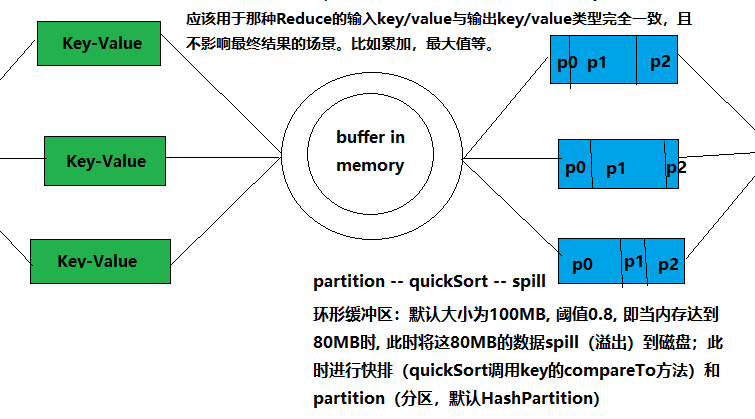 应该用于那种Reduce的输入key/value与输出key/value类型完全一致，且
不影响最终结果的场景。比如累加，最大值等。
Key-Value
p0 p1 p2
buffer in
memory
Key-Value
p0 p1 p2
Key-Value
p0 p1 p2
partition -- quickSort -- spill
环形缓冲区：默认大小为100MB, 阈值0.8, 即当内存达到
80MB时, 此时将这80MB的数据spill（溢出）到磁盘；此
时进行快排（quickSort调用key的compareTo方法）和
partition（分区，默认HashPartition）